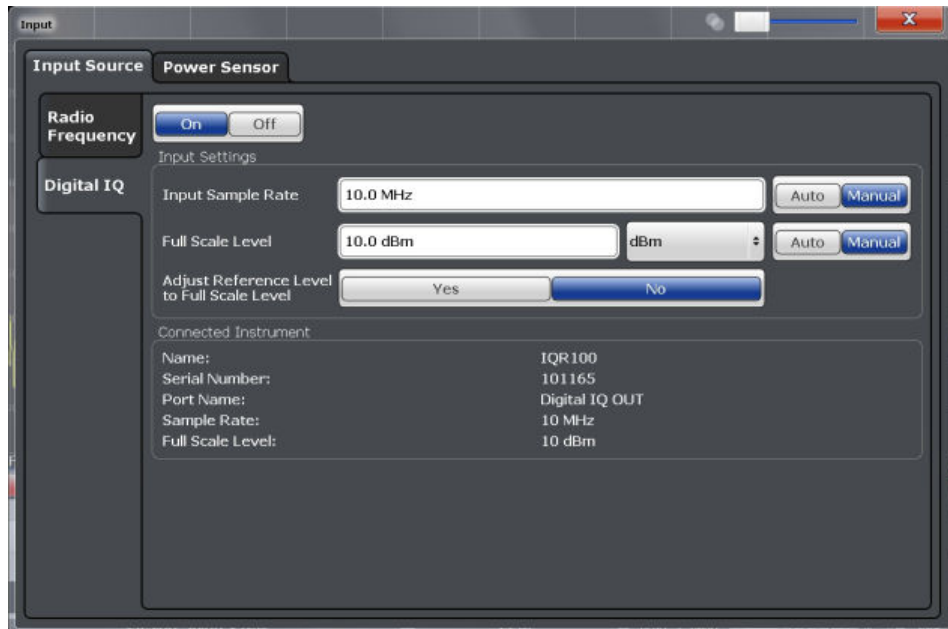 Input
Input Source Power Sensor
Radio Frequency
On Off
Digital IQ
Input Settings
Input Sample Rate 10.0 MHz Auto Manual
Full Scale Level 10.0 dBm dBm Auto Manual
Adjust Reference Level
to Full Scale Level Yes No
Connected Instrument
Name: IQR100
Serial Number: 101165
Port Name: Digital IQ OUT
Sample Rate: 10 MHz
Full Scale Level: 10 dBm